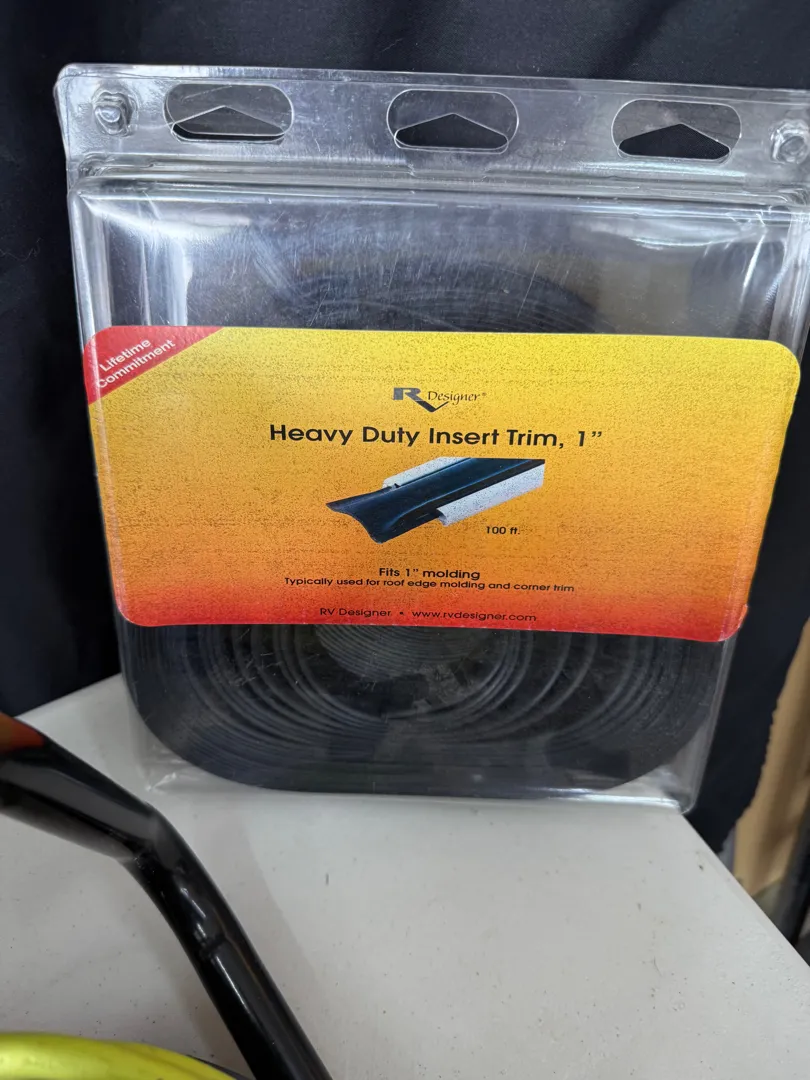 Lifetime
Commitment
RV Designer®
Heavy Duty Insert Trim, 1”
100 ft.
Fits 1” molding
Typically used for roof edge molding and corner trim
RV Designer • www.rvdesigner.com